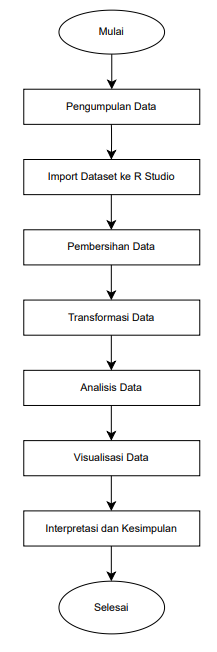 Mulai
Pengumpulan Data
Import Dataset ke R Studio
Pembersihan Data
Transformasi Data
Analisis Data
Visualisasi Data
Interpretasi dan Kesimpulan
Selesai